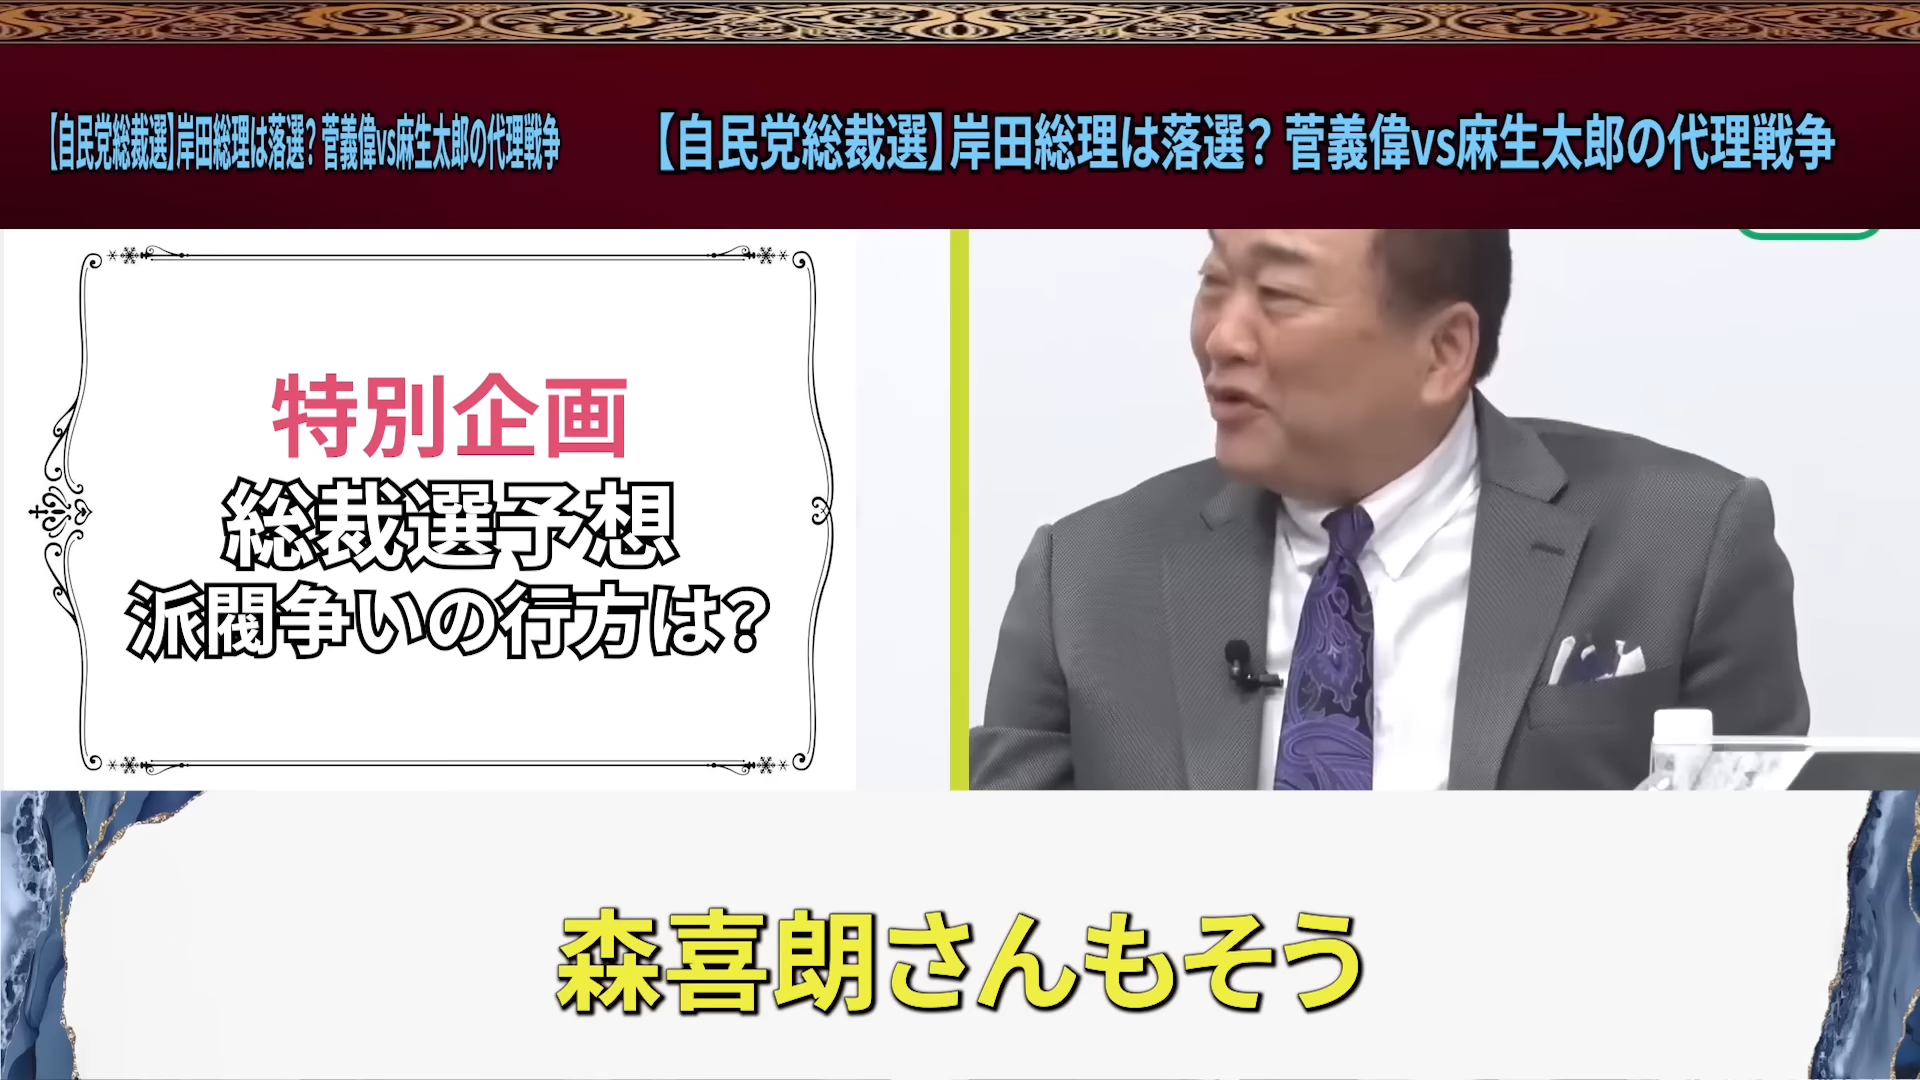 【自民党総裁選】岸田総理は落選？菅義偉vs麻生太郎の代理戦争
【自民党総裁選】岸田総理は落選？菅義偉vs麻生太郎の代理戦争
特別企画
総裁選予想
派閥争いの行方は？
森喜朗さんもそう